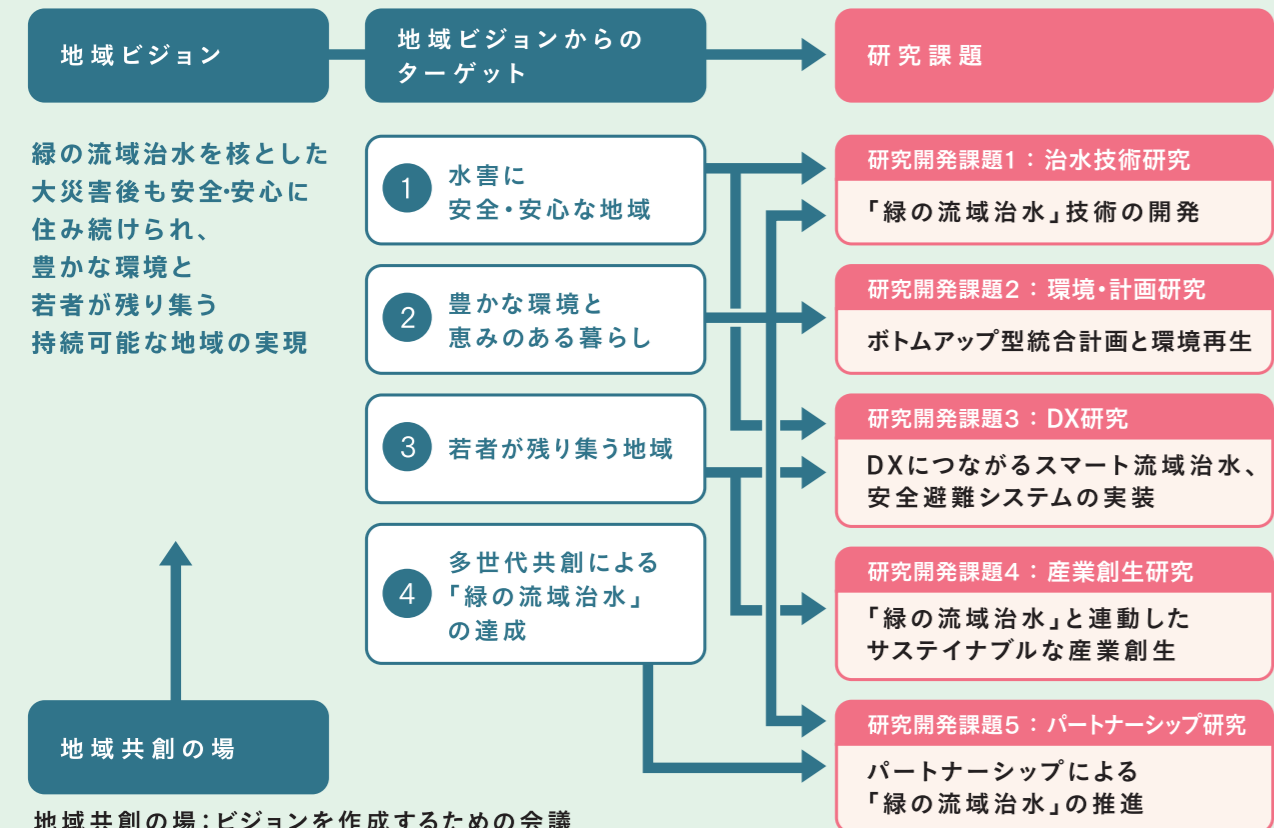 地域ビジョン
地域ビジョンからの
ターゲット
研究課題
緑の流域治水を核とした
大災害後も安全・安心に
住み続けられ、
豊かな環境と
若者が残り集う
持続可能な地域の実現
1 水害に
安全・安心な地域
2 豊かな環境と
恵みのある暮らし
3 若者が残り集う地域
4 多世代共創による
「緑の流域治水」
の達成
研究開発課題1：治水技術研究
「緑の流域治水」技術の開発
研究開発課題2：環境・計画研究
ボトムアップ型統合計画と環境再生
研究開発課題3：DX研究
DXにつながるスマート流域治水、
安全避難システムの実装
研究開発課題4：産業創生研究
「緑の流域治水」と連動した
サステイナブルな産業創生
研究開発課題5：パートナーシップ研究
パートナーシップによる
「緑の流域治水」の推進
地域共創の場
地域共創の場：ビジョンを作成するための会議